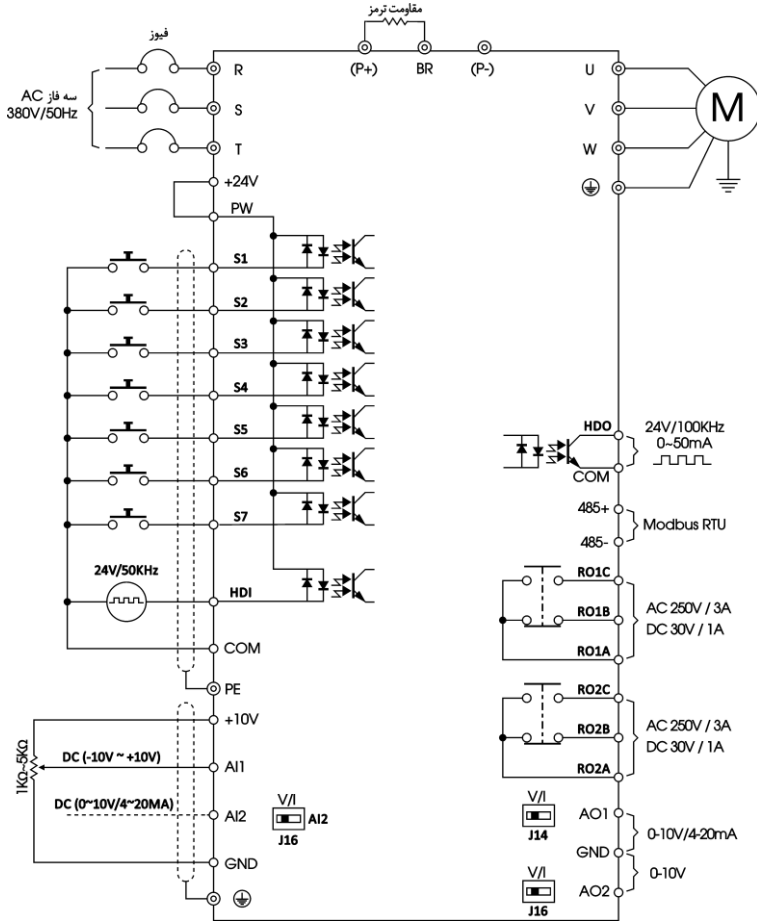 مقاومت ترمز
فیوز
(P+)
BR
(P-)
R
S
T
سه فاز AC
380V/50Hz
U
V
W
M
+24V
PW
S1
S2
S3
S4
S5
S6
S7
24V/50KHz
HDI
COM
PE
HDO
COM
24V/100KHz
0~50mA
485+
485-
Modbus RTU
RO1C
RO1B
RO1A
AC 250V / 3A
DC 30V / 1A
RO2C
RO2B
RO2A
AC 250V / 3A
DC 30V / 1A
+10V
1KΩ~5KΩ
DC (-10V ~ +10V)
AI1
DC (0~10V/4~20MA)
AI2
GND
V/I
AI2
J16
V/I
J14
AO1
GND
AO2
0-10V/4-20mA
0-10V
V/I
J16